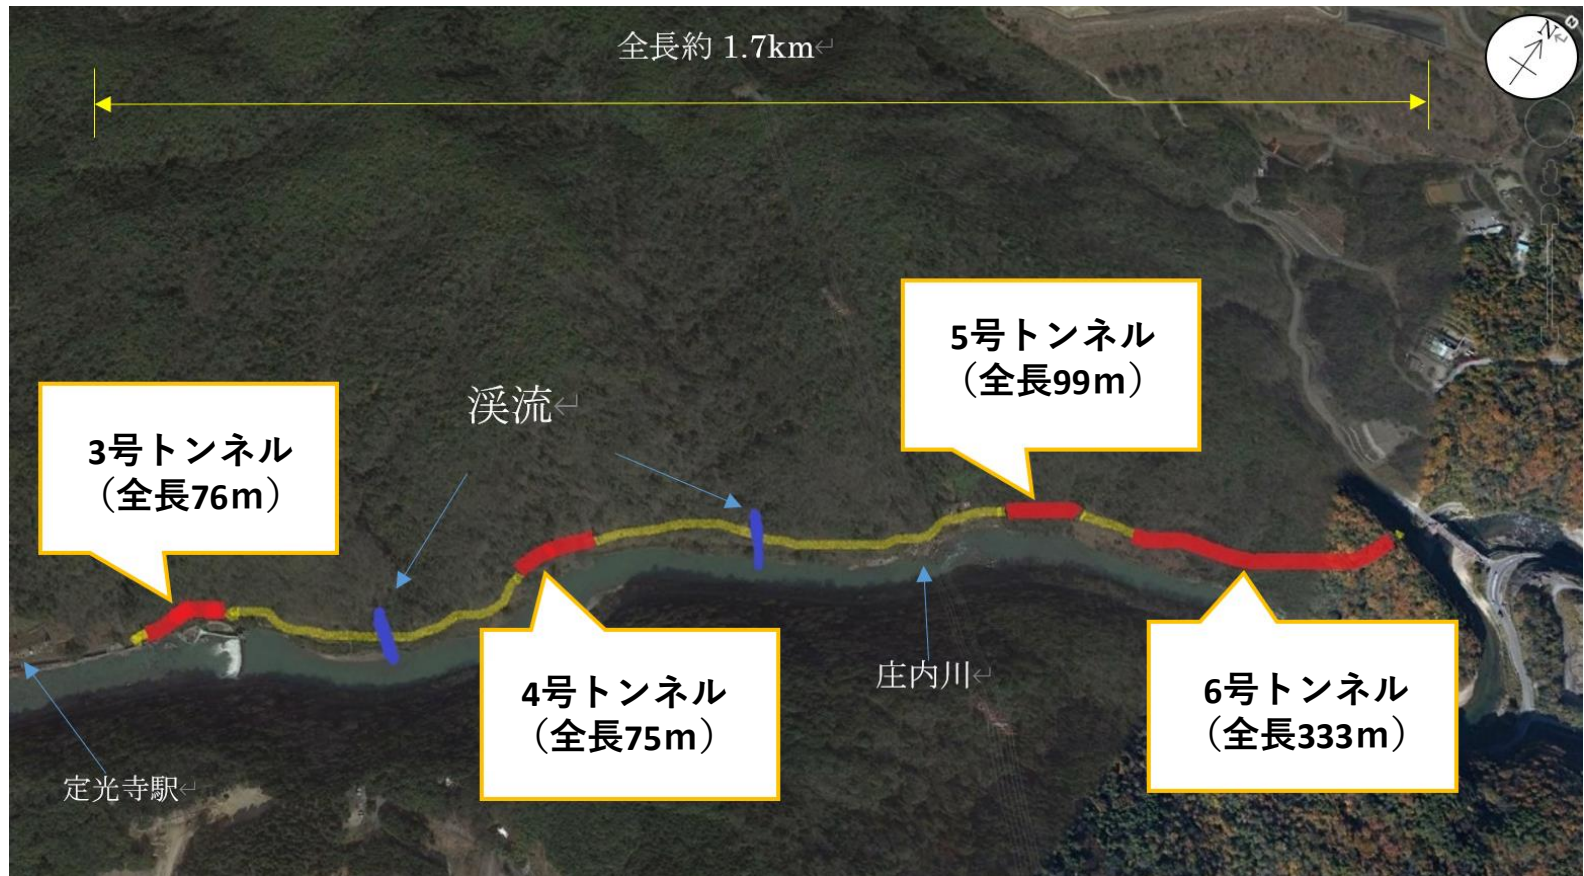 全長約 1.7km↵
N↵
5号トンネル
（全長99m）
渓流↵
3号トンネル
（全長76m）
4号トンネル
（全長75m）
庄内川↵
6号トンネル
（全長333m）
定光寺駅↵